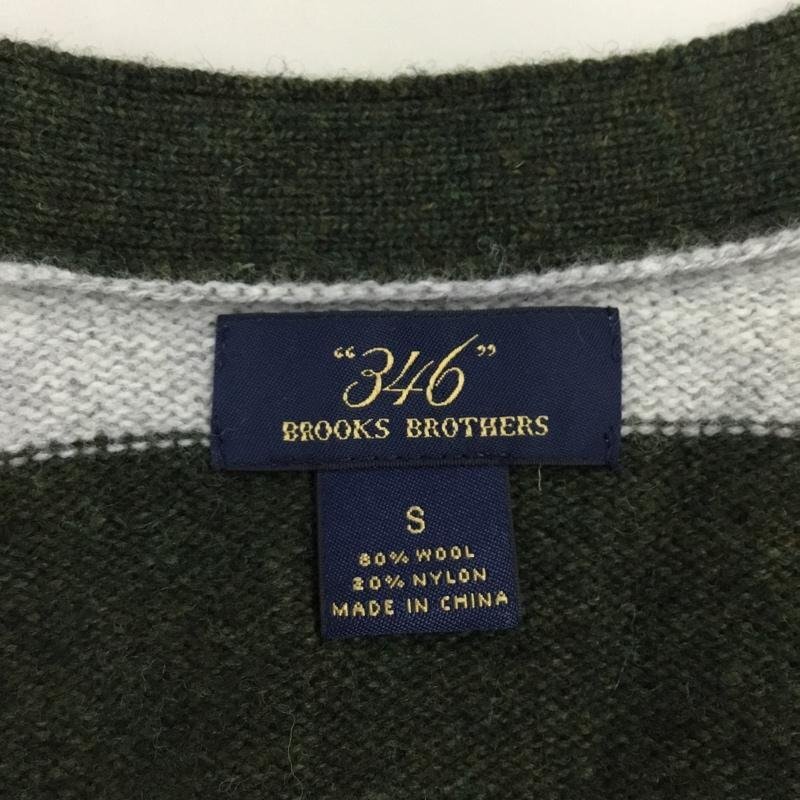 “346”
BROOKS BROTHERS
S
80% WOOL
20% NYLON
MADE IN CHINA